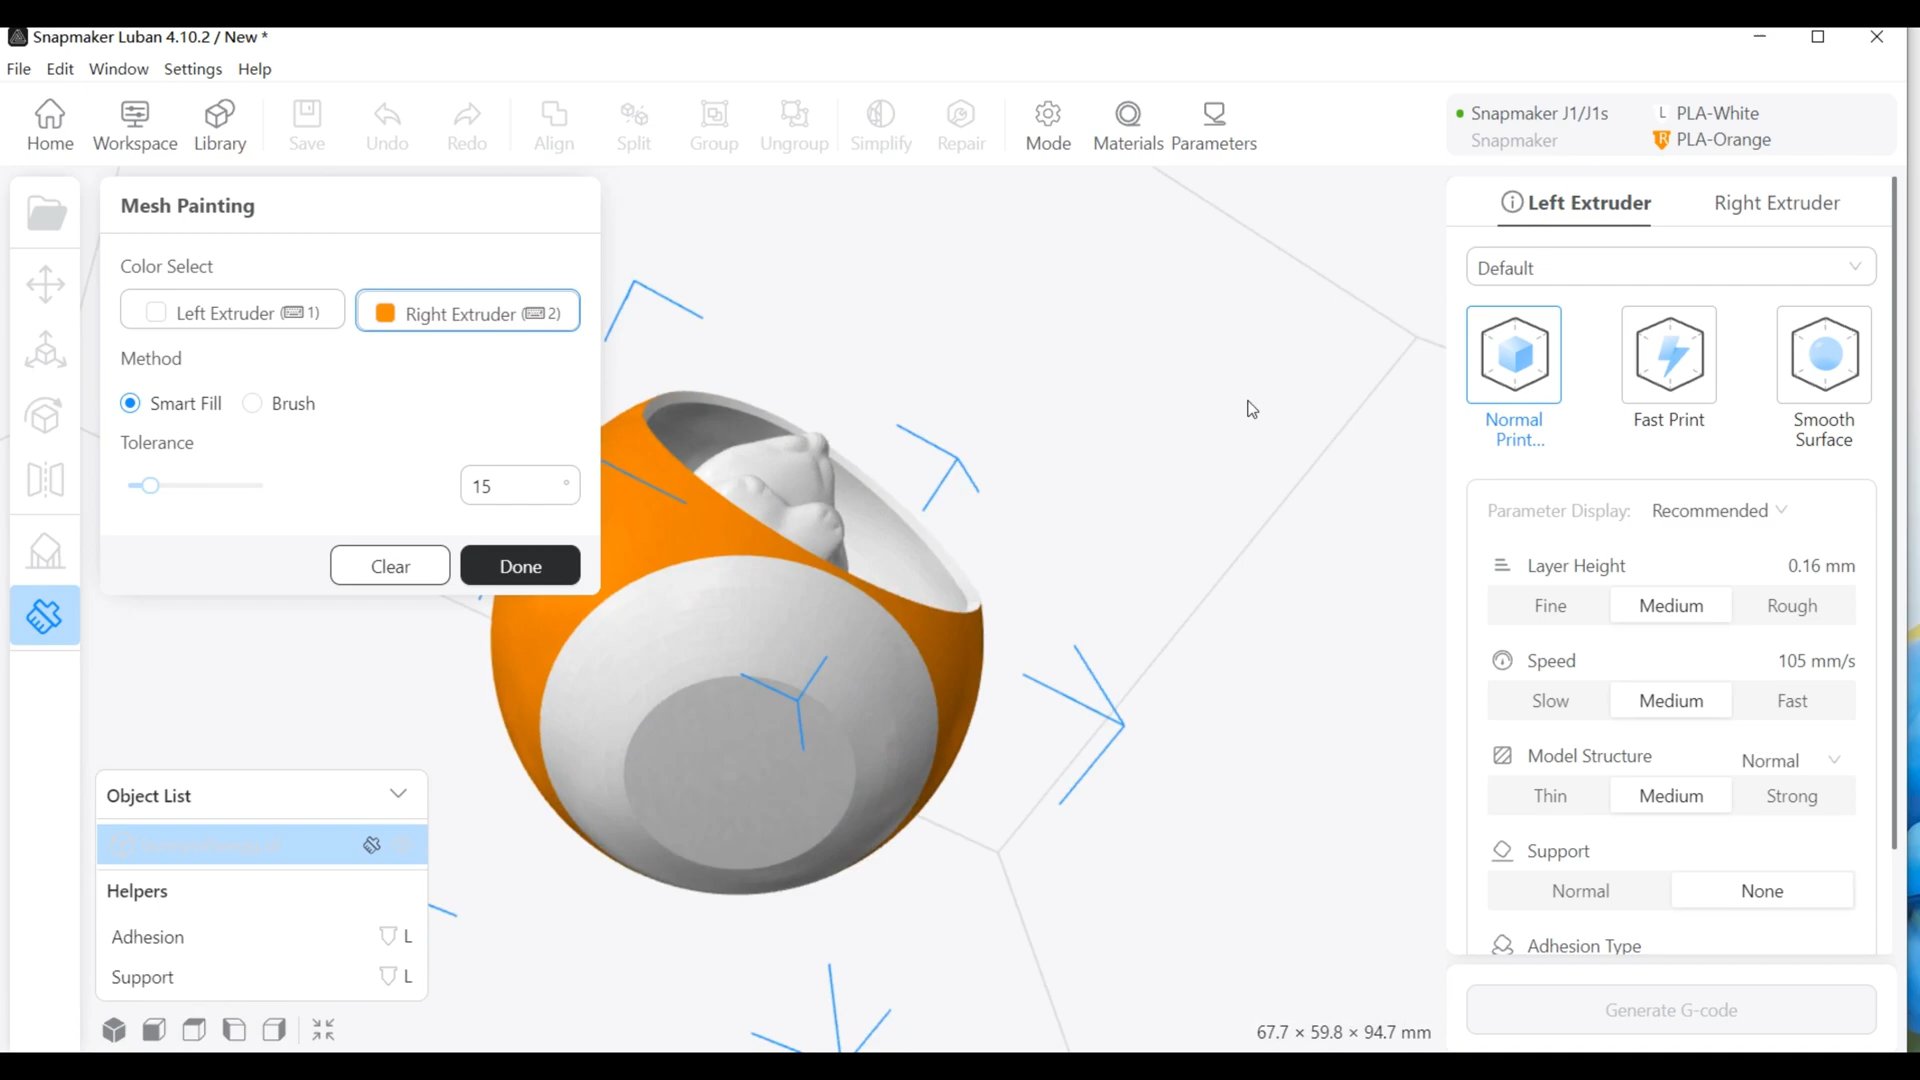 Snapmaker Luban 4.10.2 / New *
File Edit Window Settings Help
Home Workspace Library Save Undo Redo Align Split Group Ungroup Simplify Repair Mode Materials Parameters
Snapmaker J1/J1s
Snapmaker
L PLA-White
R PLA-Orange
Mesh Painting
Color Select
Left Extruder (⌨ 1) Right Extruder (⌨ 2)
Method
Smart Fill Brush
Tolerance
15 °
Clear Done
Object List
Helpers
Adhesion L
Support L
67.7 × 59.8 × 94.7 mm
Left Extruder Right Extruder
Default
Normal Print... Fast Print Smooth Surface
Parameter Display: Recommended
Layer Height 0.16 mm
Fine Medium Rough
Speed 105 mm/s
Slow Medium Fast
Model Structure Normal
Thin Medium Strong
Support
Normal None
Adhesion Type
Generate G-code